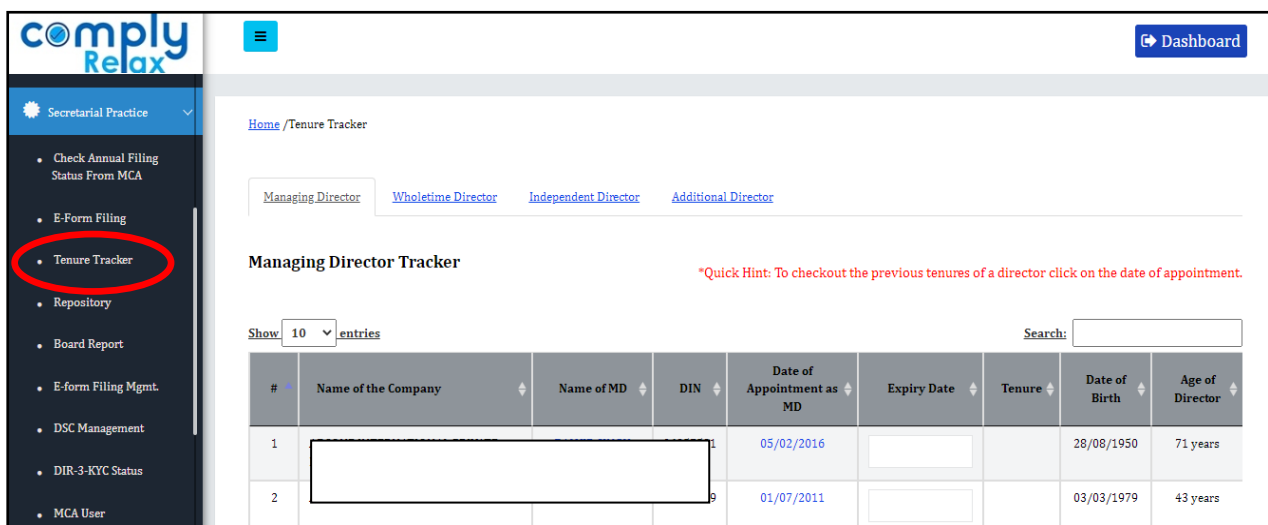 comply
Relax
Dashboard
Secretarial Practice
Home /Tenure Tracker
Check Annual Filing
Status From MCA
Managing Director Wholetime Director Independent Director Additional Director
E-Form Filing
Tenure Tracker
Managing Director Tracker
*Quick Hint: To checkout the previous tenures of a director click on the date of appointment.
Repository
Board Report
Show 10 entries Search:
E-form Filing Mgmt.
# Name of the Company Name of MD DIN Date of Appointment as MD Expiry Date Tenure Date of Birth Age of Director
DSC Management
1 05/02/2016 28/08/1950 71 years
DIR-3-KYC Status
2 01/07/2011 03/03/1979 43 years
MCA User